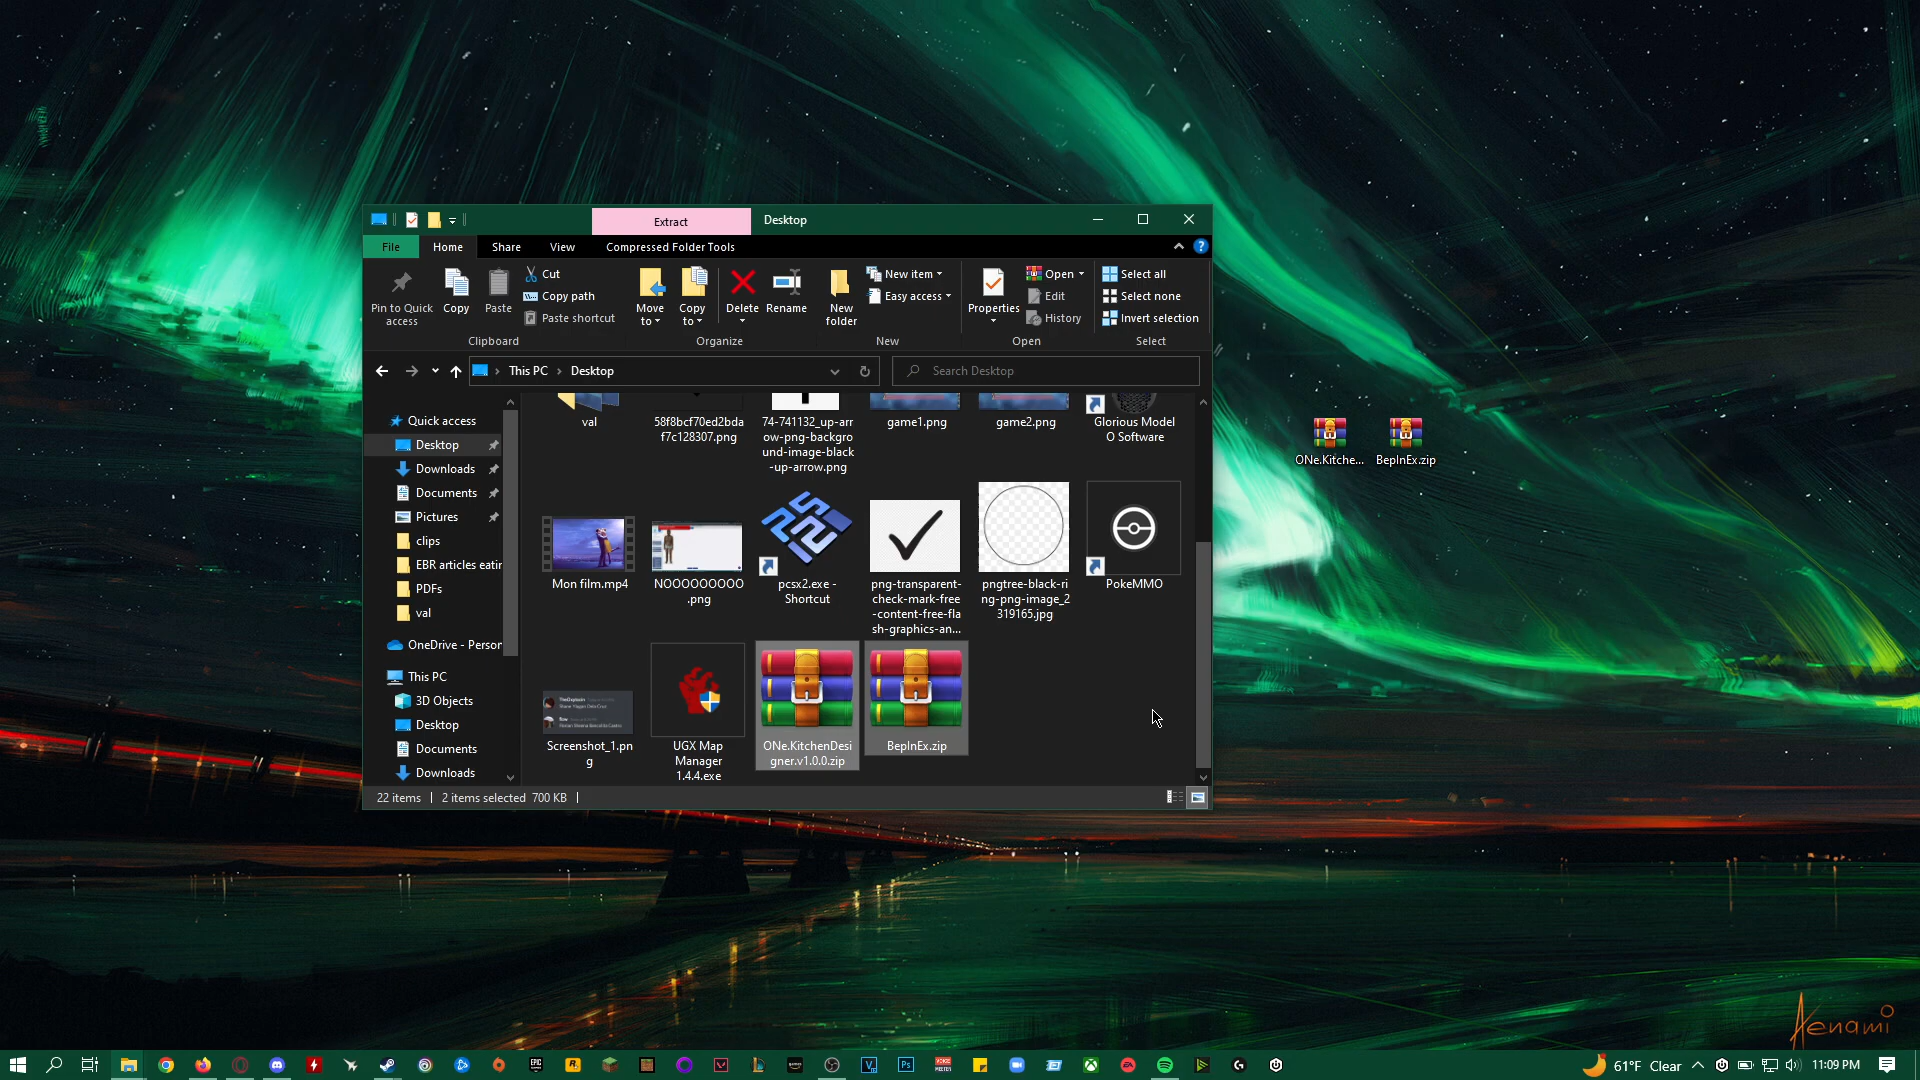 Extract
Desktop
File
Home
Share
View
Compressed Folder Tools
Pin to Quick
access
Copy
Paste
Cut
Copy path
Paste shortcut
Clipboard
Move
to
Copy
to
Delete
Rename
Organize
New
folder
New item
Easy access
New
Properties
Open
Edit
History
Open
Select all
Select none
Invert selection
Select
This PC
Desktop
Search Desktop
Quick access
Desktop
Downloads
Documents
Pictures
clips
EBR articles eatir
PDFs
val
OneDrive - Person
This PC
3D Objects
Desktop
Documents
Downloads
val
58f8bcf70ed2bda
f7c128307.png
74-741132_up-arr
ow-png-backgro
und-image-black
-up-arrow.png
game1.png
game2.png
Glorious Model
O Software
Mon film.mp4
NOOOOOOOOO
.png
pcsx2.exe -
Shortcut
png-transparent-
check-mark-free
-content-free-fla
sh-graphics-an...
pngtree-black-ri
ng-png-image_2
319165.jpg
PokeMMO
Screenshot_1.pn
g
UGX Map
Manager
1.4.4.exe
ONe.KitchenDesi
gner.v1.0.0.zip
BepInEx.zip
22 items
2 items selected 700 KB
ONe.Kitche...
BepInEx.zip
Aenami
61°F Clear
11:09 PM